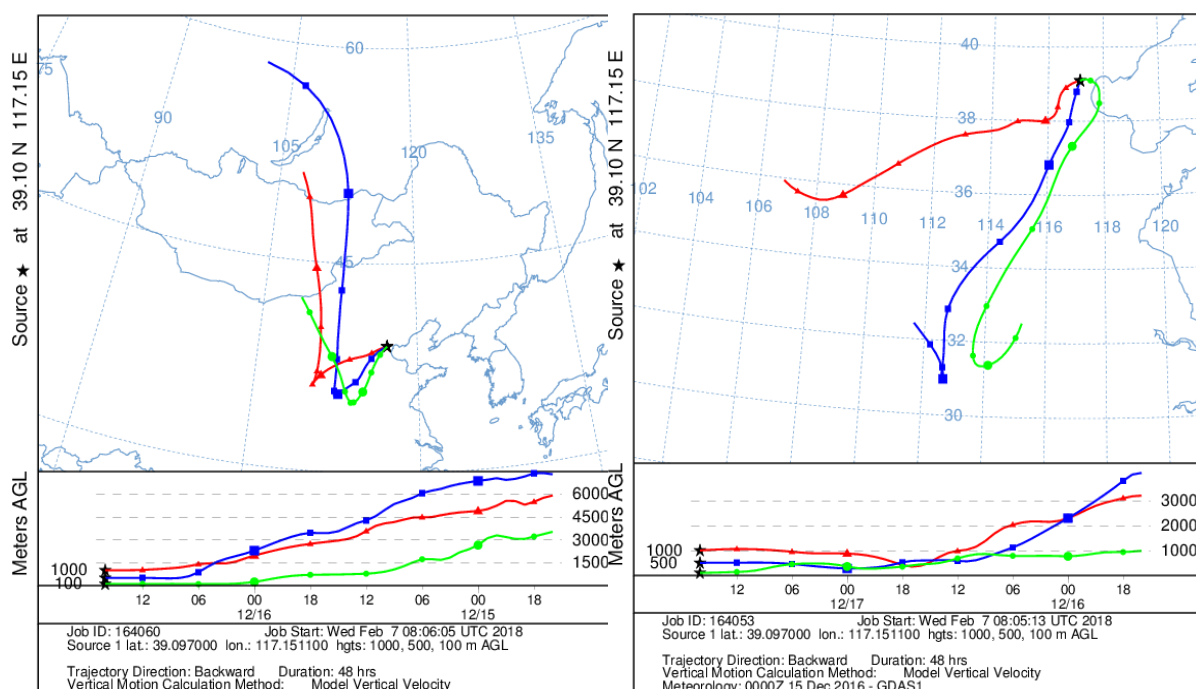 Source ★ at 39.10 N 117.15 E
60
75
90
105
120
135
45
Meters AGL
6000
4500
3000
1500
1000
100
12 06 00 18 12 06 00 18
12/16 12/15
Job ID: 164060 Job Start: Wed Feb 7 08:06:05 UTC 2018
Source 1 lat.: 39.097000 lon.: 117.151100 hgts: 1000, 500, 100 m AGL
Trajectory Direction: Backward Duration: 48 hrs
Vertical Motion Calculation Method: Model Vertical Velocity
Source ★ at 39.10 N 117.15 E
40
38
36
34
32
30
102 104 106 108 110 112 114 116 118 120
Meters AGL
3000
2000
1000
1000
500
12 06 00 18 12 06 00 18
12/17 12/16
Job ID: 164053 Job Start: Wed Feb 7 08:05:13 UTC 2018
Source 1 lat.: 39.097000 lon.: 117.151100 hgts: 1000, 500, 100 m AGL
Trajectory Direction: Backward Duration: 48 hrs
Vertical Motion Calculation Method: Model Vertical Velocity
Meteorology: 0000Z 15 Dec 2016 - GDAS1